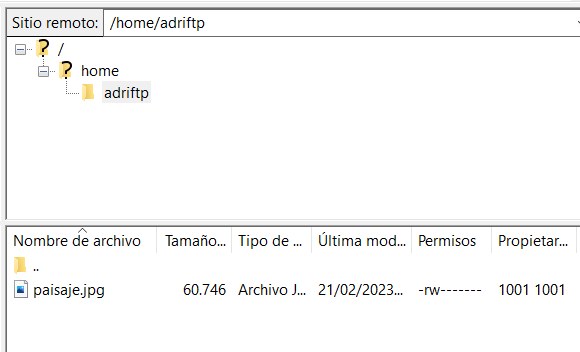 Sitio remoto: /home/adriftp
/
home
adriftp
Nombre de archivo Tamaño... Tipo de ... Última mod... Permisos Propietar...
..
paisaje.jpg 60.746 Archivo J... 21/02/2023... -rw------- 1001 1001